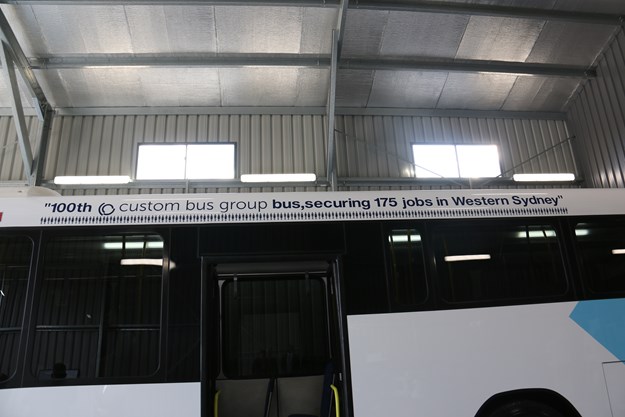 "100th custom bus group bus,securing 175 jobs in Western Sydney"